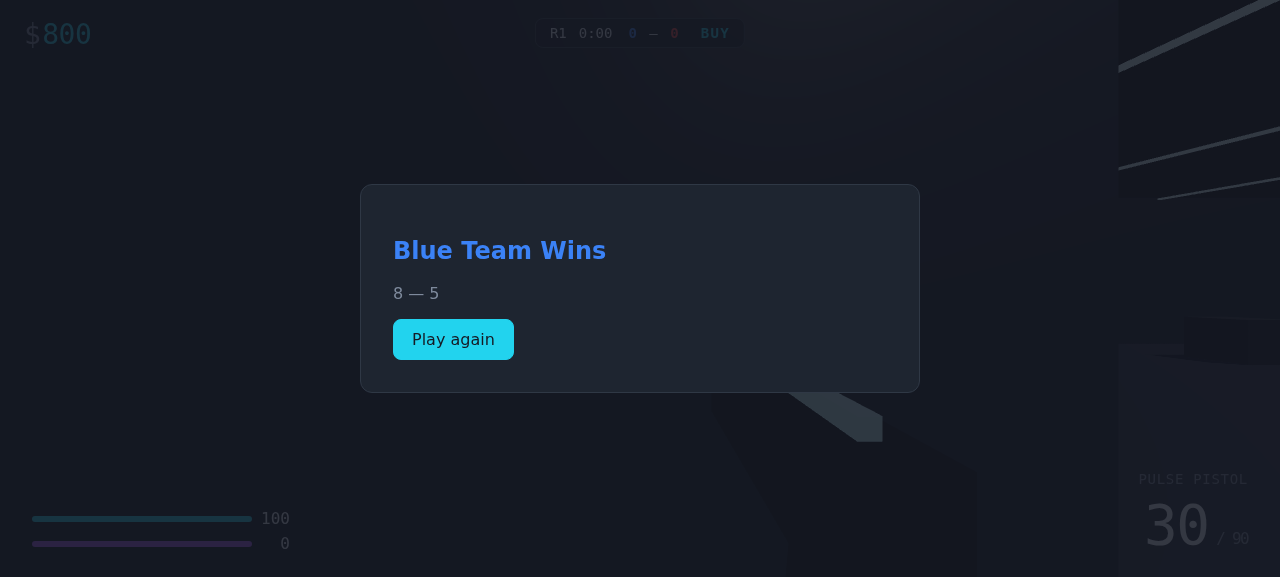 $800
R1 0:00 0 — 0 BUY
Blue Team Wins
8 — 5
Play again
PULSE PISTOL
30 / 90
100
0